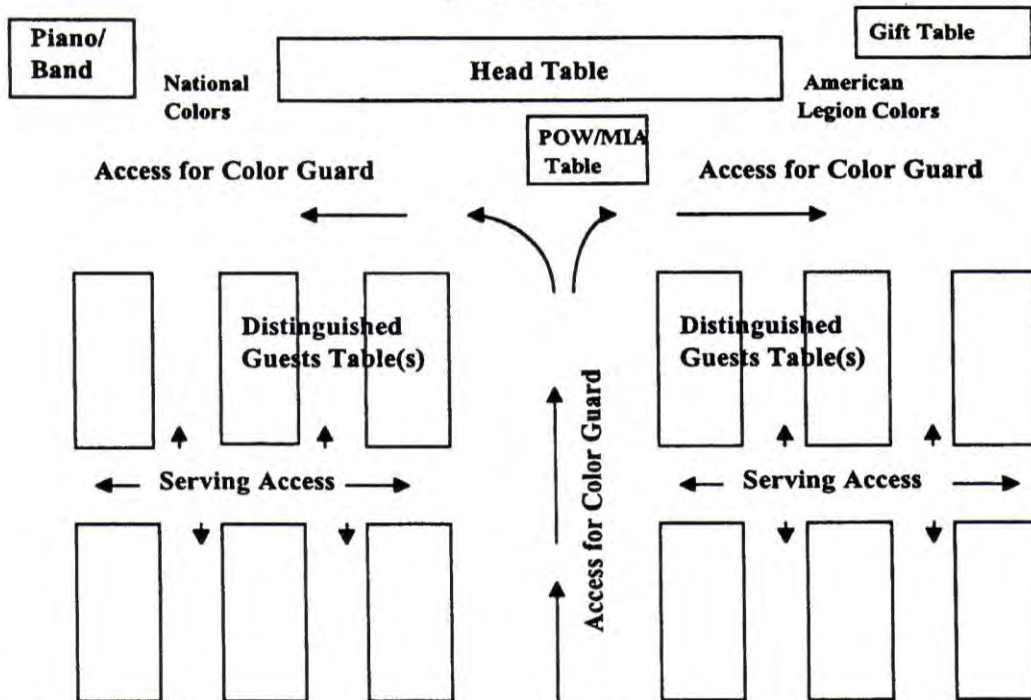 Piano/
Band
National
Colors
Head Table
Gift Table
American
Legion Colors
POW/MIA
Table
Access for Color Guard
Access for Color Guard
Distinguished
Guests Table(s)
Distinguished
Guests Table(s)
Access for Color Guard
Serving Access
Serving Access